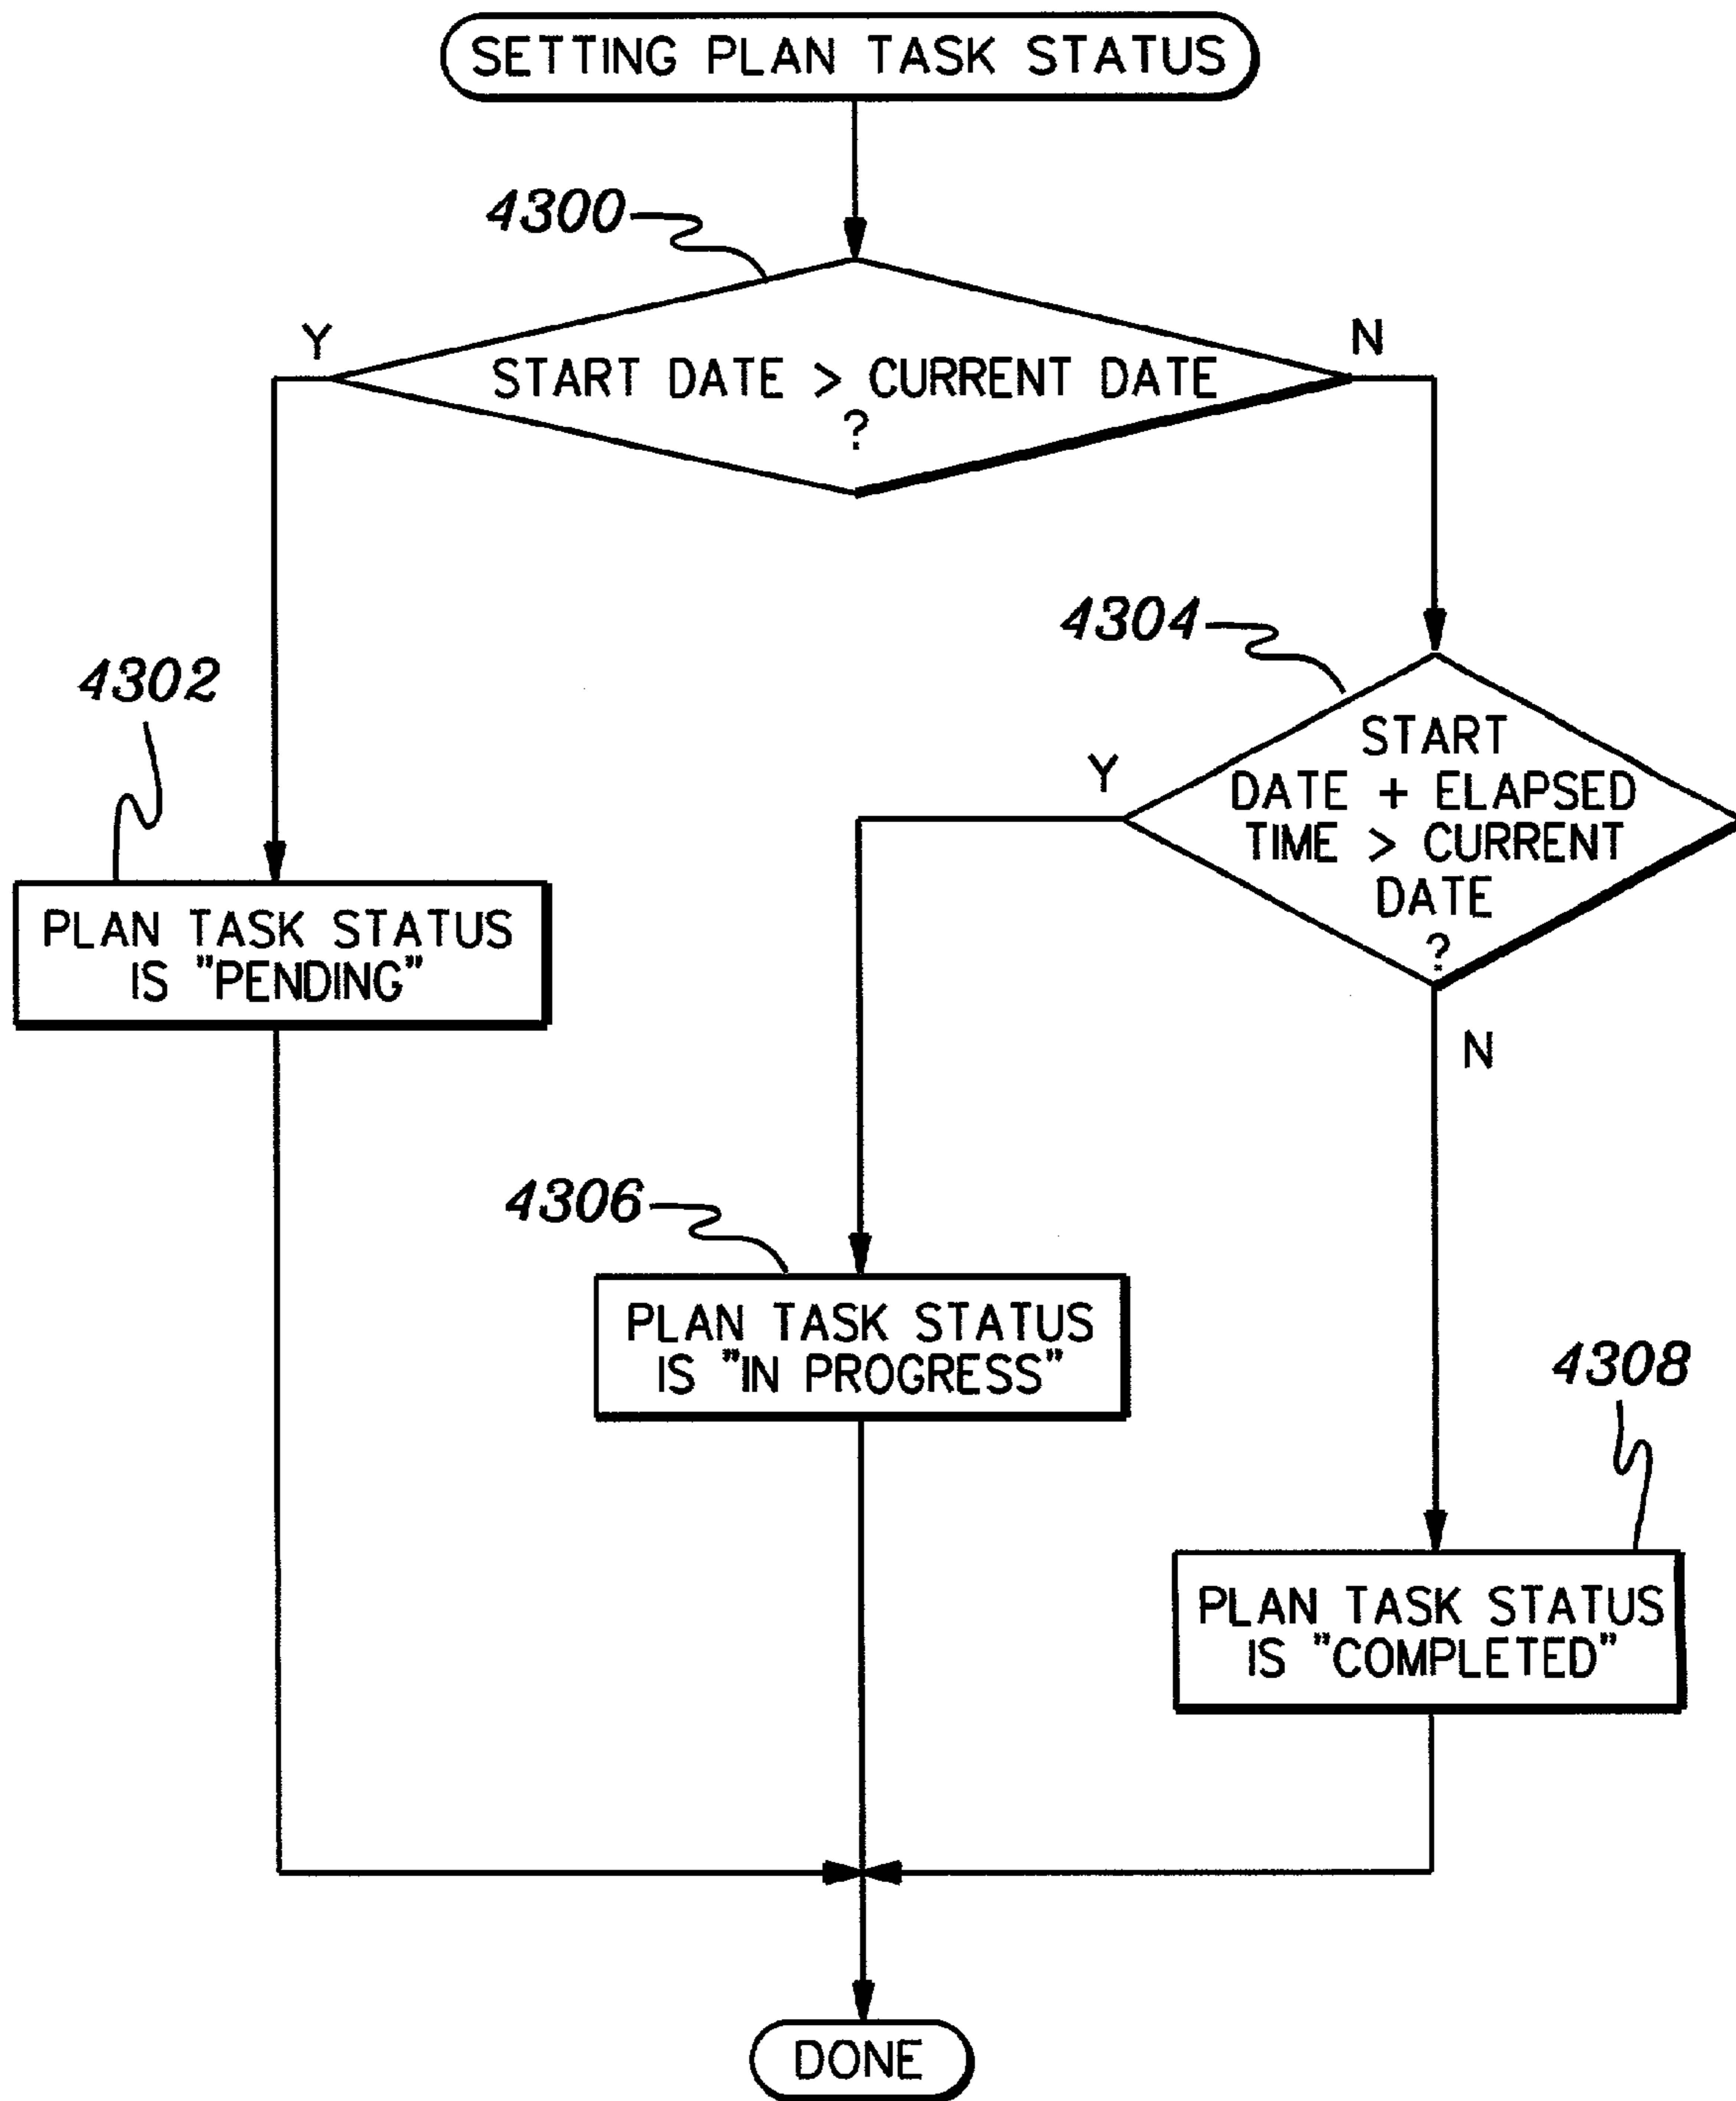 SETTING PLAN TASK STATUS
4300
Y
N
START DATE > CURRENT DATE
?
4304
4302
START
DATE + ELAPSED
TIME > CURRENT
DATE
?
Y
N
PLAN TASK STATUS
IS "PENDING"
4306
PLAN TASK STATUS
IS "IN PROGRESS"
4308
PLAN TASK STATUS
IS "COMPLETED"
DONE